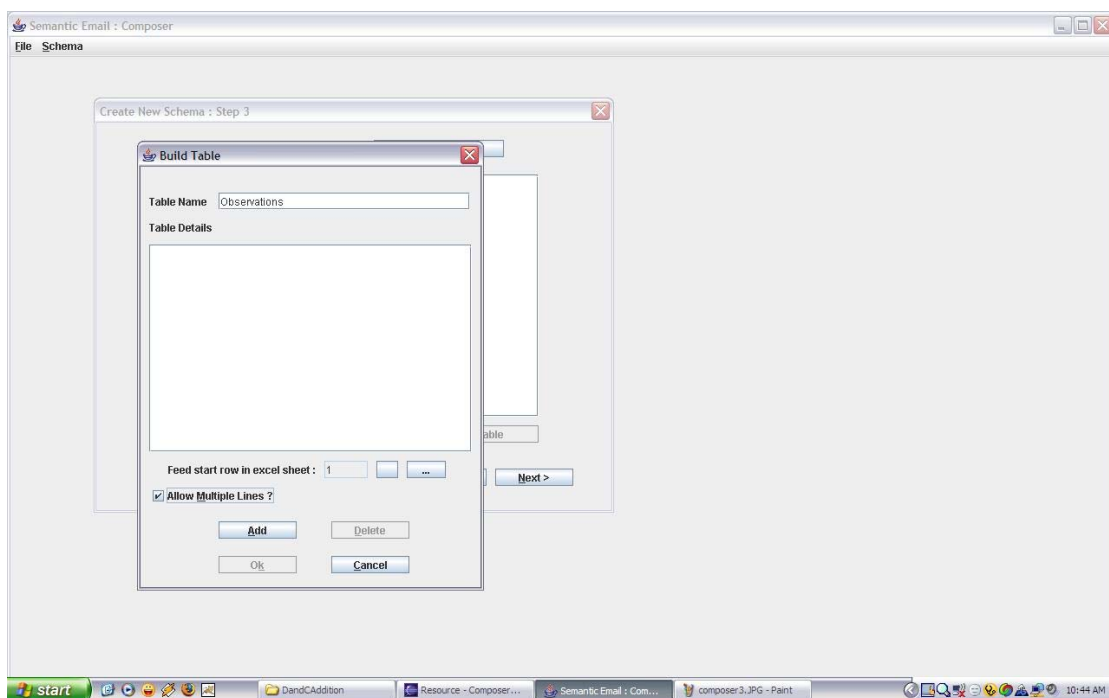 Semantic Email : Composer
File Schema
Create New Schema : Step 3
Build Table
Table Name Observations
Table Details
able
Feed start row in excel sheet : 1 ...
Next >
Allow Multiple Lines ?
Add Delete
Ok Cancel
start DandCAddition Resource - Composer... Semantic Email : Com... composer3.JPG - Paint 10:44 AM